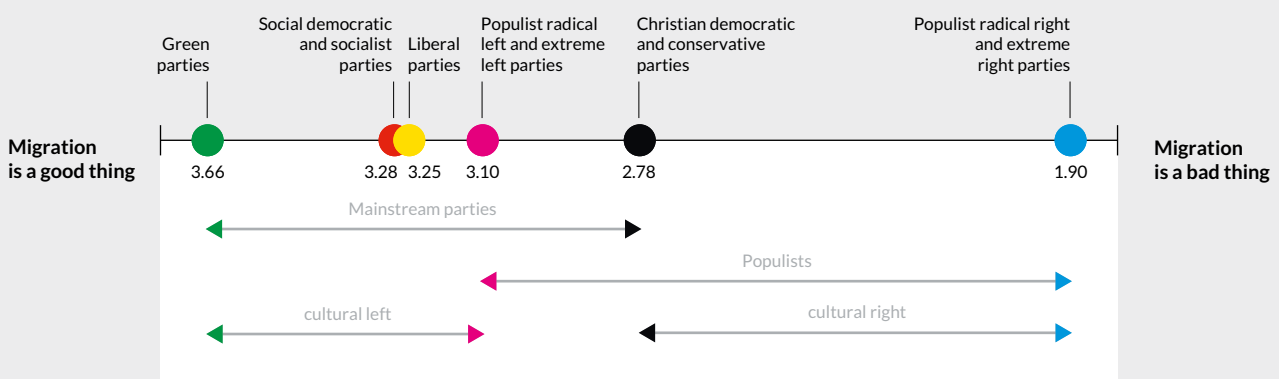 Green
parties
Social democratic
and socialist
parties
Liberal
parties
Populist radical
left and extreme
left parties
Christian democratic
and conservative
parties
Populist radical right
and extreme
right parties
Migration
is a good thing
Migration
is a bad thing
3.66
3.28
3.25
3.10
2.78
1.90
Mainstream parties
Populists
cultural left
cultural right